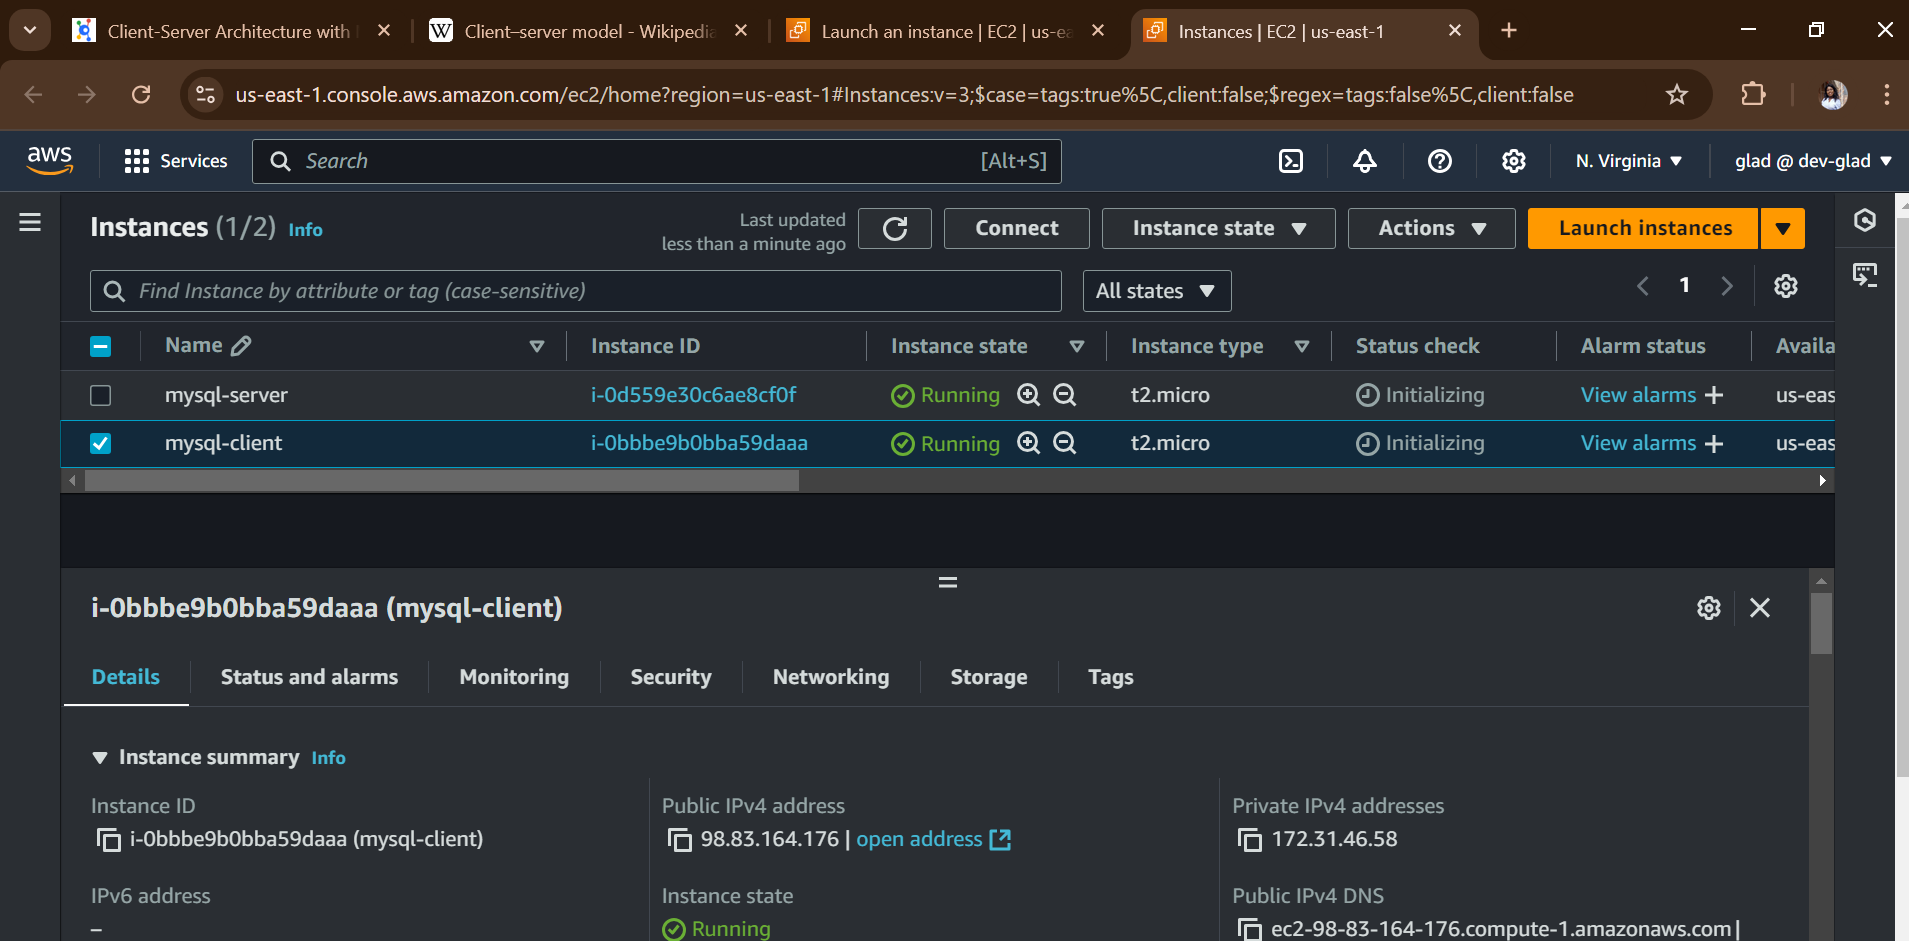 Client-Server Architecture with
Client–server model - Wikipedia
Launch an instance | EC2 | us-ea
Instances | EC2 | us-east-1
us-east-1.console.aws.amazon.com/ec2/home?region=us-east-1#Instances:v=3;$case=tags:true%5C,client:false;$regex=tags:false%5C,client:false
aws
Services
Search
[Alt+S]
N. Virginia
glad @ dev-glad
Instances (1/2) Info
Last updated
less than a minute ago
Connect
Instance state
Actions
Launch instances
Find Instance by attribute or tag (case-sensitive)
All states
1
Name Instance ID Instance state Instance type Status check Alarm status Availa
mysql-server i-0d559e30c6ae8cf0f Running t2.micro Initializing View alarms + us-eas
mysql-client i-0bbbe9b0bba59daaa Running t2.micro Initializing View alarms + us-eas
i-0bbbe9b0bba59daaa (mysql-client)
Details Status and alarms Monitoring Security Networking Storage Tags
Instance summary Info
Instance ID
i-0bbbe9b0bba59daaa (mysql-client)
Public IPv4 address
98.83.164.176 | open address
Private IPv4 addresses
172.31.46.58
IPv6 address
–
Instance state
Running
Public IPv4 DNS
ec2-98-83-164-176.compute-1.amazonaws.com |